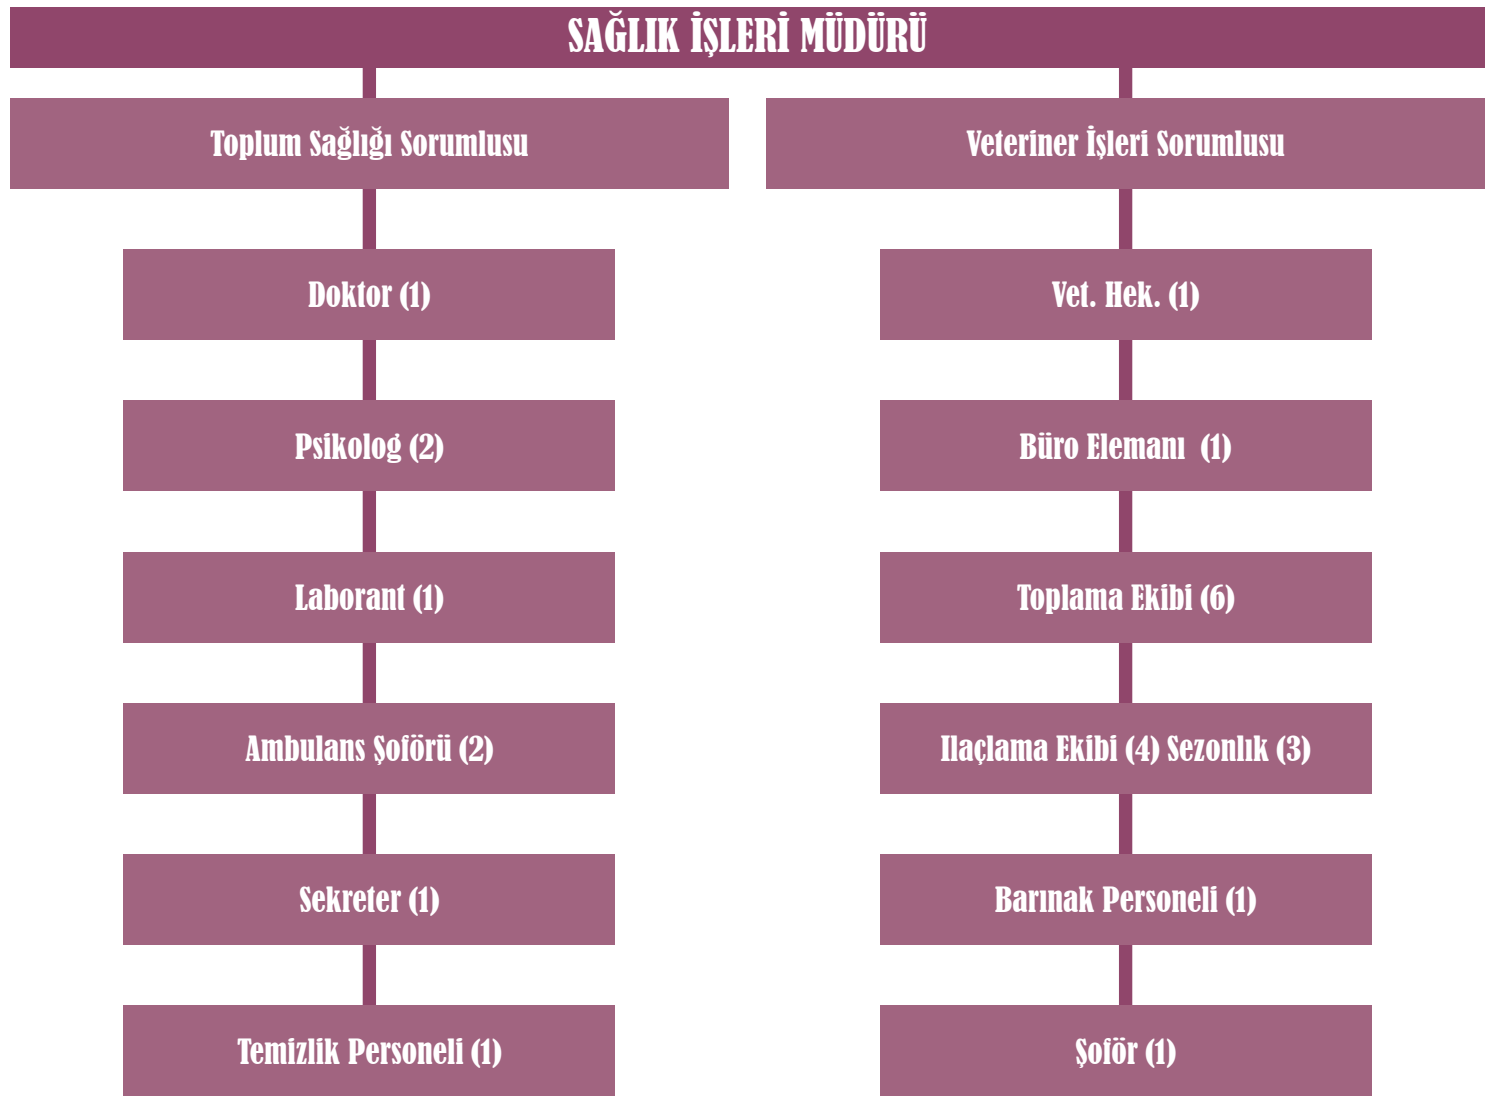 SAĞLIK İŞLERİ MÜDÜRÜ
Toplum Sağlığı Sorumlusu
Doktor (1)
Psikolog (2)
Laborant (1)
Ambulans Şoförü (2)
Sekreter (1)
Temizlik Personeli (1)
Veteriner İşleri Sorumlusu
Vet. Hek. (1)
Büro Elemanı (1)
Toplama Ekibi (6)
Ilaçlama Ekibi (4) Sezonlık (3)
Barınak Personeli (1)
Şoför (1)